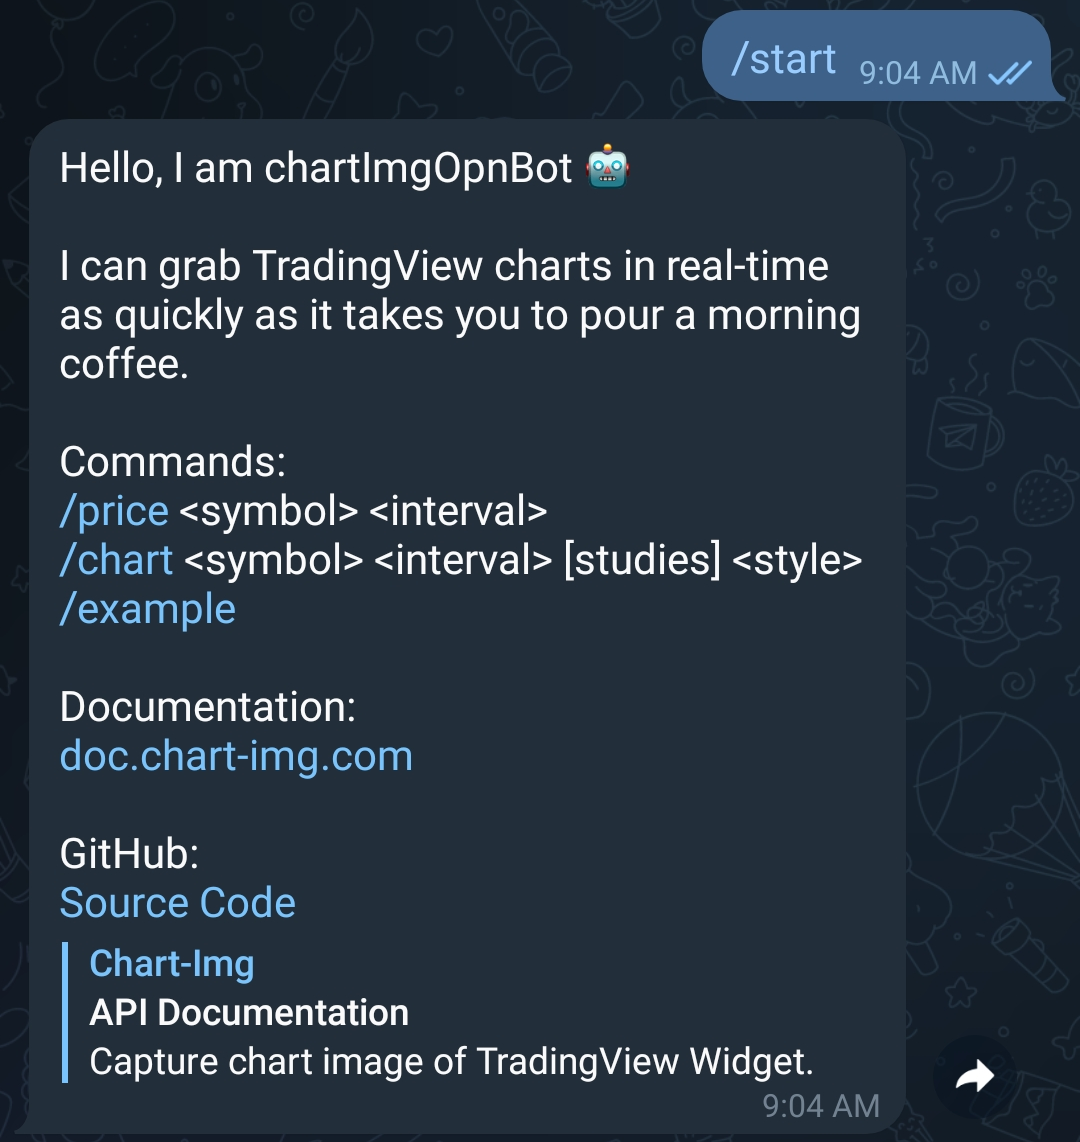 /start 9:04 AM
Hello, I am chartImgOpnBot 🤖
I can grab TradingView charts in real-time
as quickly as it takes you to pour a morning
coffee.
Commands:
/price <symbol> <interval>
/chart <symbol> <interval> [studies] <style>
/example
Documentation:
doc.chart-img.com
GitHub:
Source Code
Chart-Img
API Documentation
Capture chart image of TradingView Widget.
9:04 AM